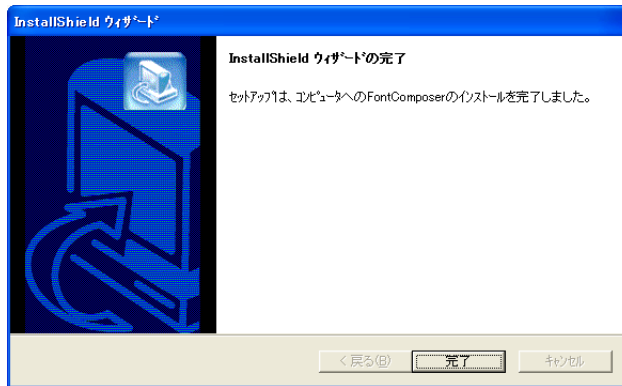 InstallShield ウィザード
InstallShield ウィザードの完了
セットアップは、コンピュータへのFontComposerのインストールを完了しました。
< 戻る(B)
完了
キャンセル